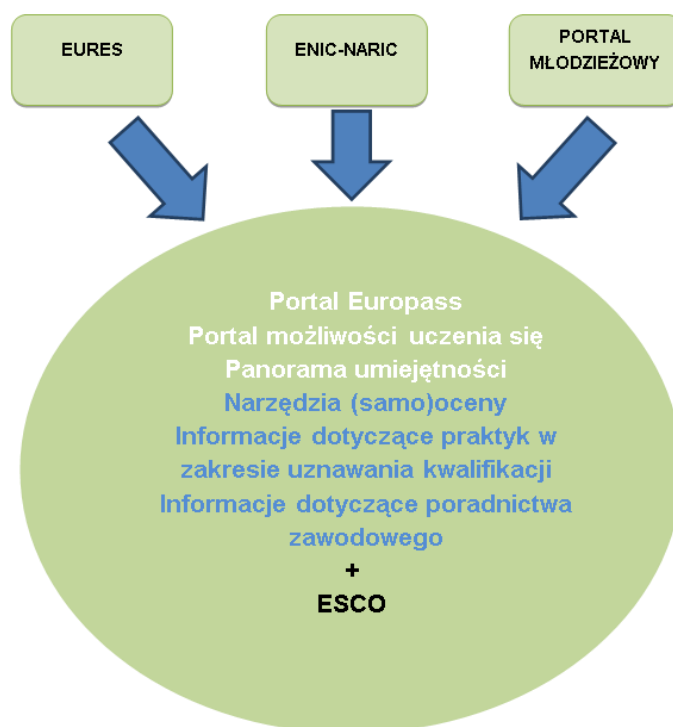 EURES
ENIC-NARIC
PORTAL
MŁODZIEŻOWY
Portal Europass
Portal możliwości uczenia się
Panorama umiejętności
Narzędzia (samo)oceny
Informacje dotyczące praktyk w
zakresie uznawania kwalifikacji
Informacje dotyczące poradnictwa
zawodowego
+
ESCO